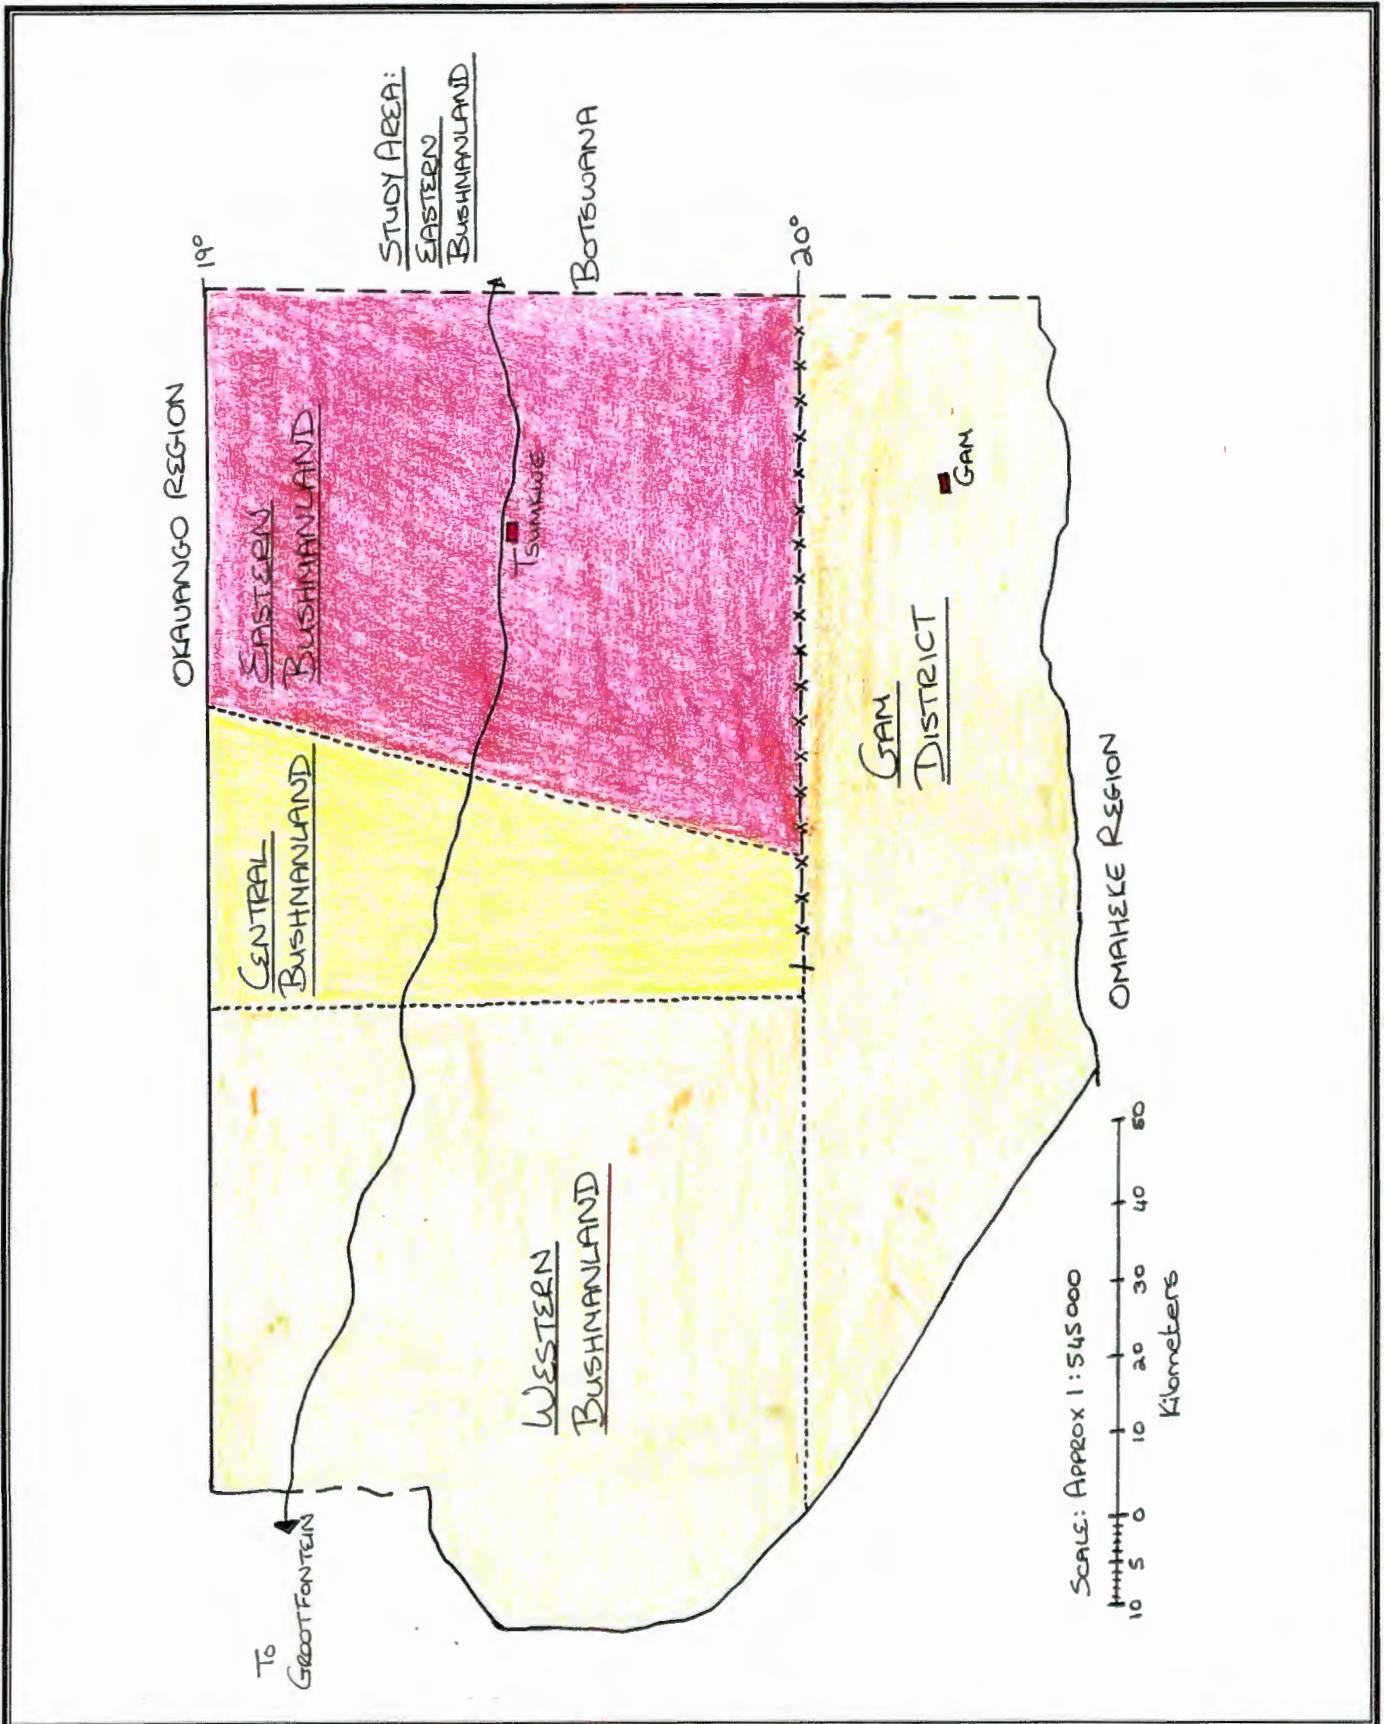 OKAVANGO REGION
19°
STUDY AREA:
EASTERN
BUSHMANLAND
EASTERN
BUSHMANLAND
CENTRAL
BUSHMANLAND
TO
GROOTFONTEIN
TSUMKWE
BOTSWANA
WESTERN
BUSHMANLAND
20°
GAM
DISTRICT
GAM
OMAHEKE REGION
SCALE: APPROX 1:545000
10 5 0 10 20 30 40 50
Kilometers